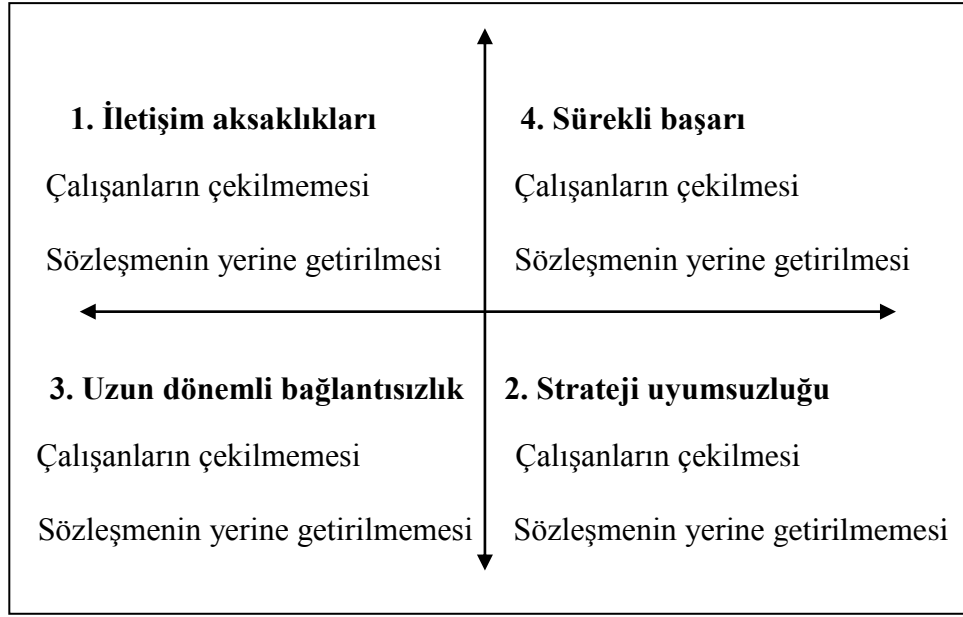 1. İletişim aksaklıkları
Çalışanların çekilmemesi
Sözleşmenin yerine getirilmesi
4. Sürekli başarı
Çalışanların çekilmesi
Sözleşmenin yerine getirilmesi
3. Uzun dönemli bağlantısızlık
Çalışanların çekilmemesi
Sözleşmenin yerine getirilmemesi
2. Strateji uyumsuzluğu
Çalışanların çekilmesi
Sözleşmenin yerine getirilmemesi